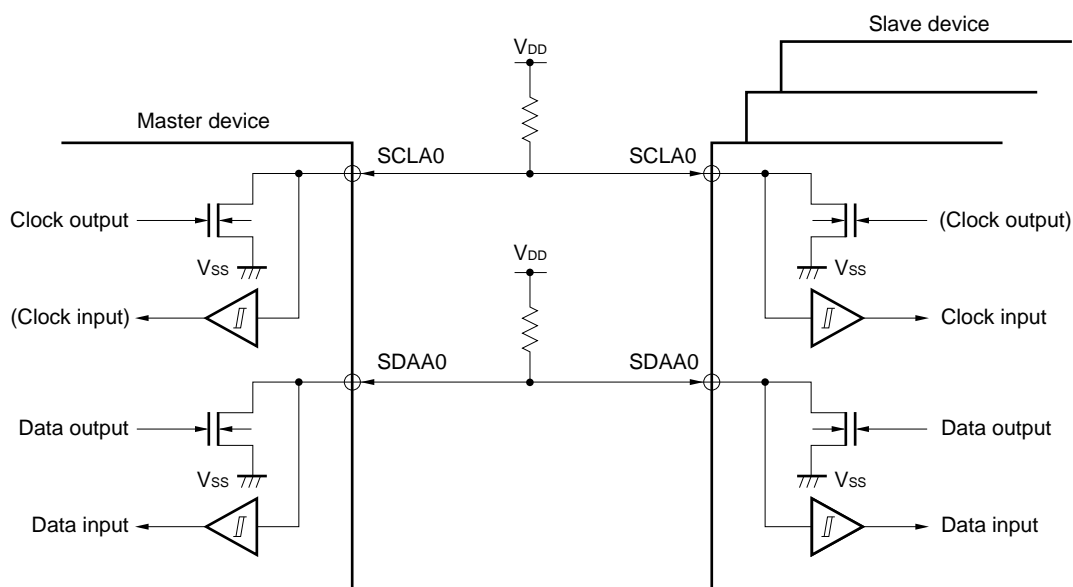 Slave device
VDD
Master device
SCLA0 SCLA0
Clock output (Clock output)
VSS VSS
VDD
(Clock input) Clock input
SDAA0 SDAA0
Data output Data output
VSS VSS
Data input Data input